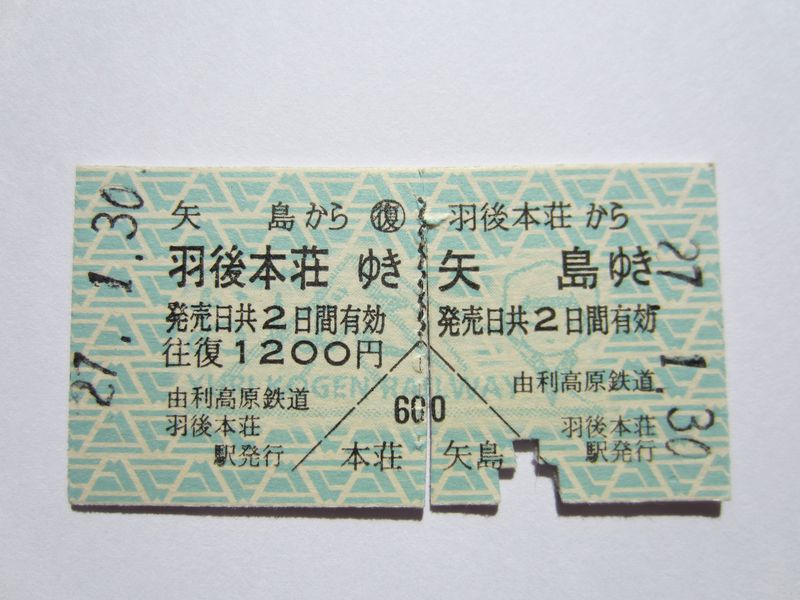 27.1.30
矢 島から ㊢復
羽後本荘 ゆき
発売日共2日間有効
往復1200円
由利高原鉄道
羽後本荘
駅発行
本荘
羽後本荘から
矢 島ゆき
発売日共2日間有効
由利高原鉄道
羽後本荘
駅発行
矢島
600
27.1.30
KOGEN RAILWAY